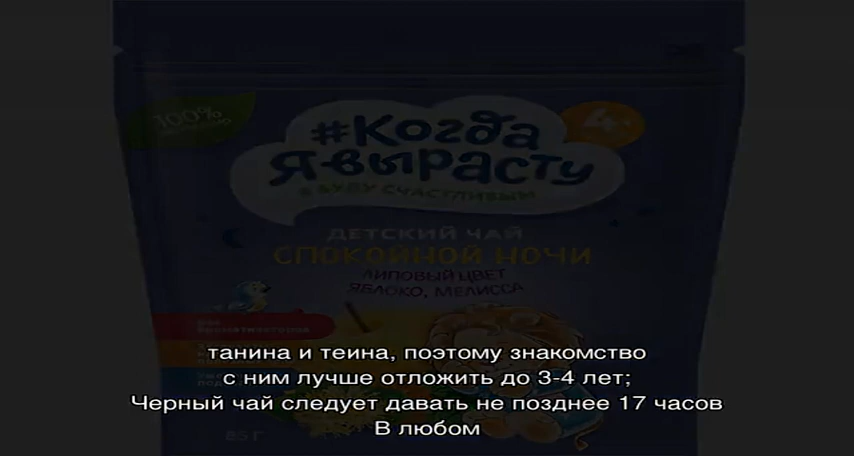 100%
#Когда
4+
Я вырасту
я буду счастливым
ДЕТСКИЙ ЧАЙ
СПОКОЙНОЙ НОЧИ
ЛИПОВЫЙ ЦВЕТ
ЯБЛОКО, МЕЛИССА
танина и теина, поэтому знакомство
с ним лучше отложить до 3-4 лет;
Черный чай следует давать не позднее 17 часов
В любом